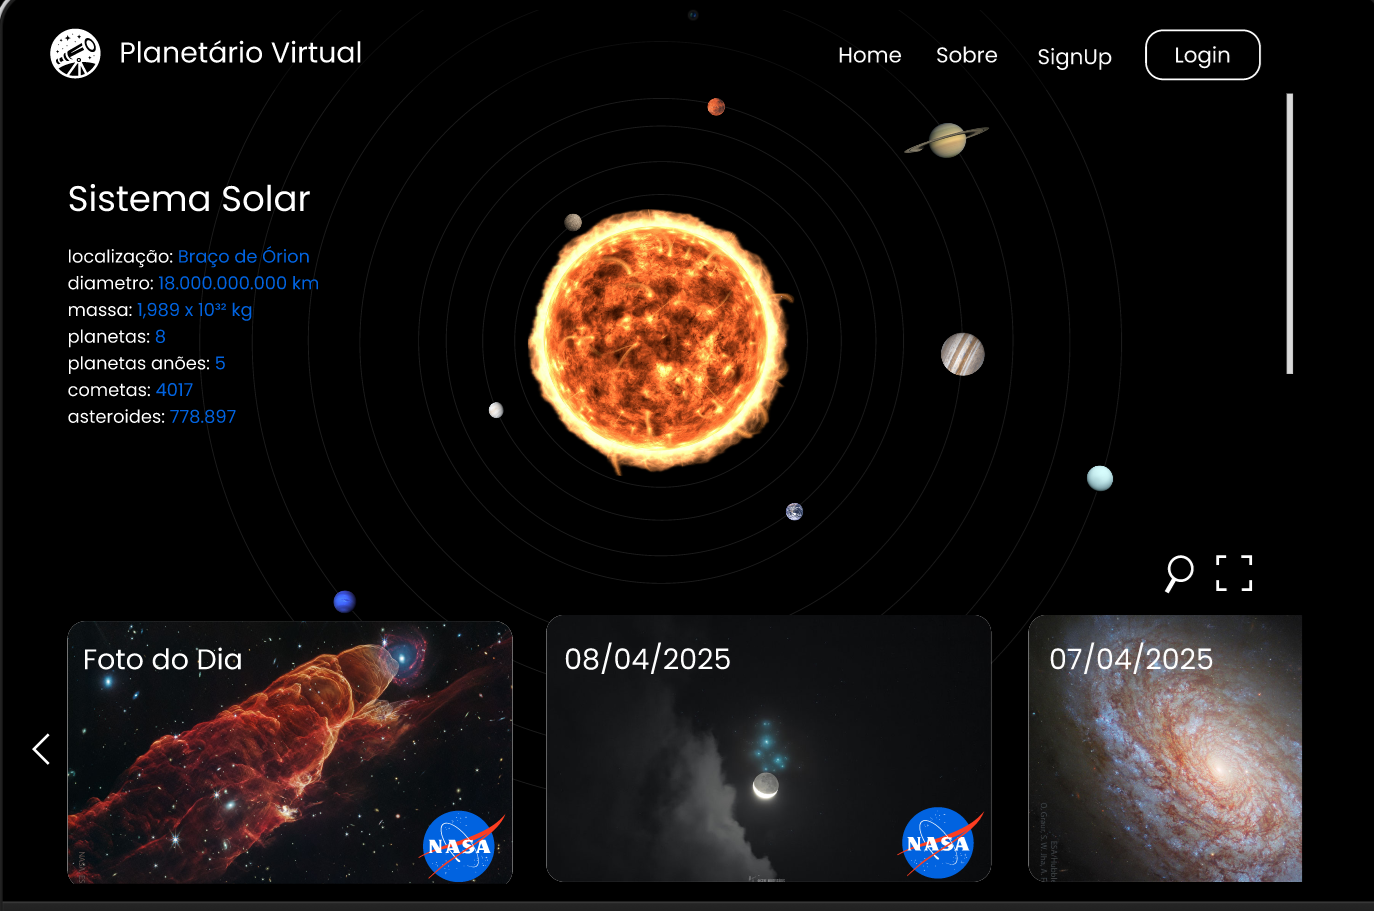 Planetário Virtual
Home Sobre SignUp Login
Sistema Solar
localização: Braço de Órion
diametro: 18.000.000.000 km
massa: 1,989 x 10³² kg
planetas: 8
planetas anões: 5
cometas: 4017
asteroides: 778.897
Foto do Dia
08/04/2025
07/04/2025
NASA
NASA